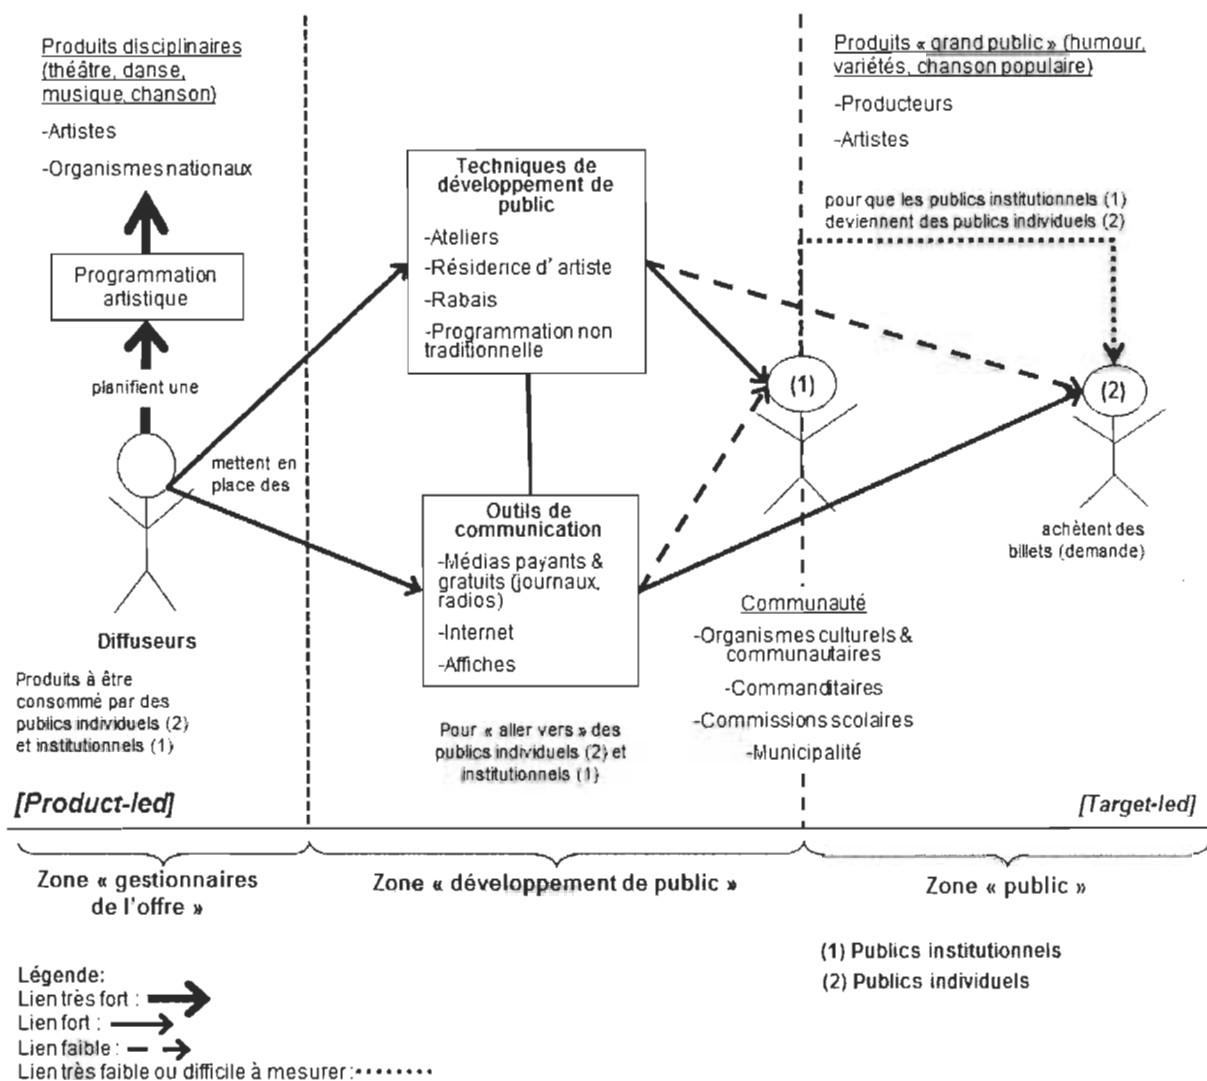 Produits disciplinaires
(théâtre, danse,
musique, chanson)
-Artistes
-Organismes nationaux
Programmation
artistique
planifient une
mettent en
place des
Diffuseurs
Produits à être
consommé par des
publics individuels (2)
et institutionnels (1)
[Product-led]
Techniques de
développement de
public
-Ateliers
-Résidence d' artiste
-Rabais
-Programmation non
traditionnelle
Outils de
communication
-Médias payants &
gratuits (journaux,
radios)
-Internet
-Affiches
Pour « aller vers » des
publics individuels (2) et
institutionnels (1)
Produits « grand public » (humour,
variétés, chanson populaire)
-Producteurs
-Artistes
pour que les publics institutionnels (1)
deviennent des publics individuels (2)
(1)
(2)
achètent des
billets (demande)
Communauté
-Organismes culturels &
communautaires
-Commanditaires
-Commissions scolaires
-Municipalité
[Target-led]
Zone « gestionnaires
de l'offre »
Zone « développement de public »
Zone « public »
(1) Publics institutionnels
(2) Publics individuels
Légende:
Lien très fort :
Lien fort :
Lien faible :
Lien très faible ou difficile à mesurer :